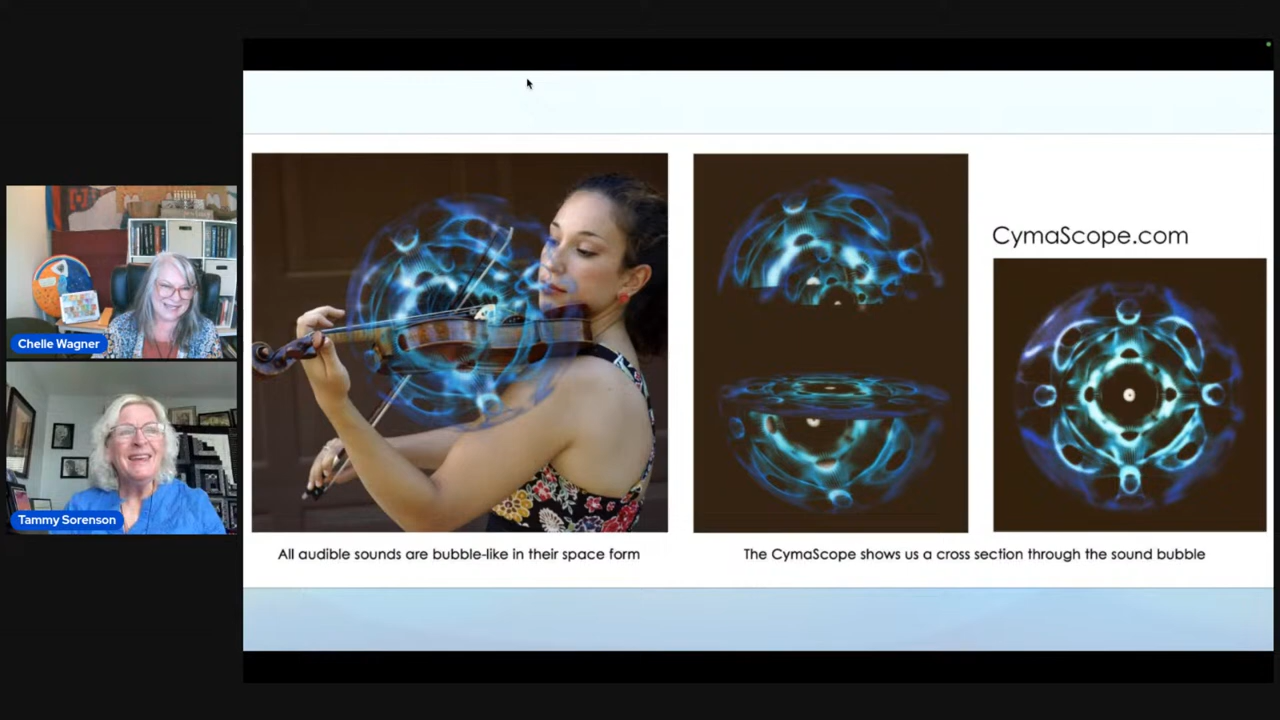 CymaScope.com
Chelle Wagner
Tammy Sorenson
All audible sounds are bubble-like in their space form
The CymaScope shows us a cross section through the sound bubble